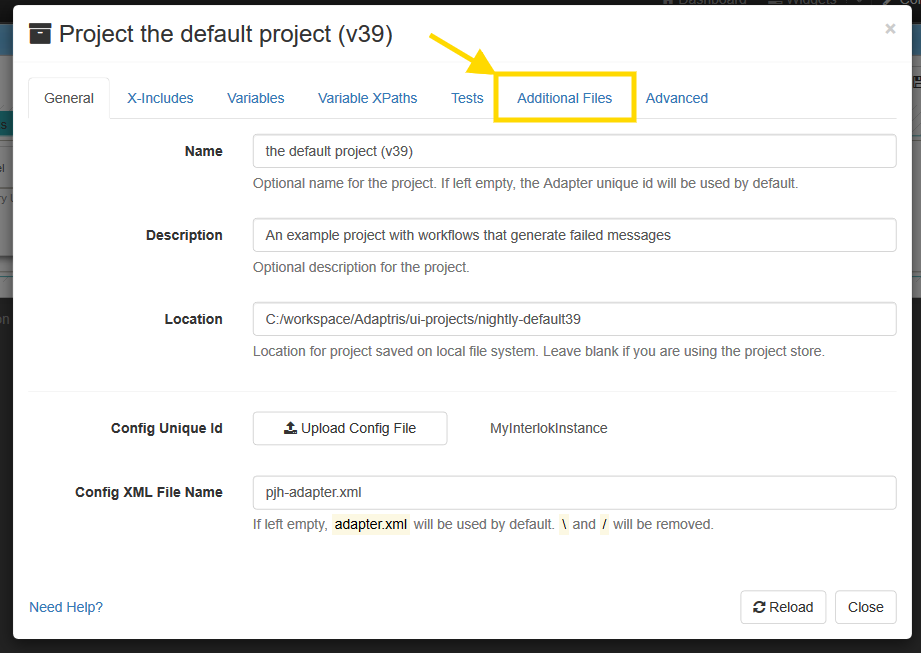 Project the default project (v39)
×
General X-Includes Variables Variable XPaths Tests Additional Files Advanced
Name the default project (v39)
Optional name for the project. If left empty, the Adapter unique id will be used by default.
Description An example project with workflows that generate failed messages
Optional description for the project.
Location C:/workspace/Adaptris/ui-projects/nightly-default39
Location for project saved on local file system. Leave blank if you are using the project store.
Config Unique Id Upload Config File MyInterlokInstance
Config XML File Name pjh-adapter.xml
If left empty, adapter.xml will be used by default. \ and / will be removed.
Need Help? Reload Close